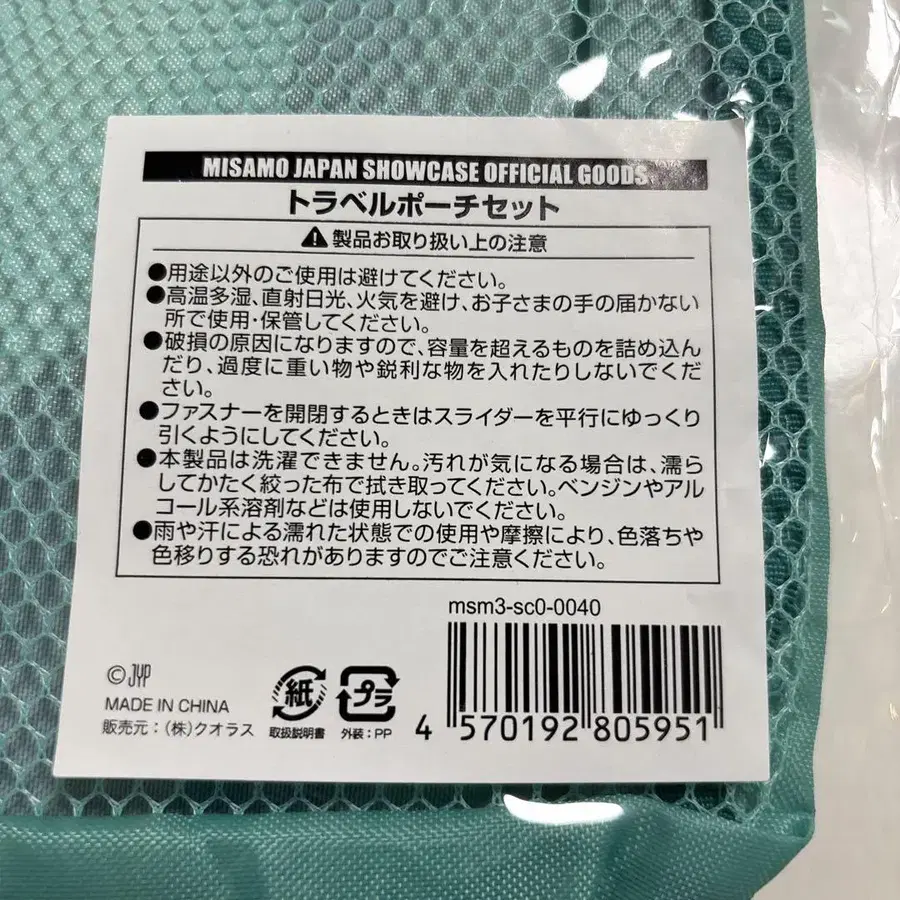 MISAMO JAPAN SHOWCASE OFFICIAL GOODS
トラベルポーチセット
⚠製品お取り扱い上の注意
●用途以外のご使用は避けてください。
●高温多湿、直射日光、火気を避け、お子さまの手の届かない
所で使用・保管してください。
●破損の原因になりますので、容量を超えるものを詰め込ん
だり、過度に重い物や鋭利な物を入れたりしないでくだ
さい。
●ファスナーを開閉するときはスライダーを平行にゆっくり
引くようにしてください。
●本製品は洗濯できません。汚れが気になる場合は、濡ら
してかたく絞った布で拭き取ってください。ベンジンやアル
コール系溶剤などは使用しないでください。
●雨や汗による濡れた状態での使用や摩擦により、色落ちや
色移りする恐れがありますのでご注意ください。
msm3-sc0-0040
©JYP
MADE IN CHINA
販売元：(株)クオラス
紙
取扱説明書
プラ
外装：PP
4 570192 805951